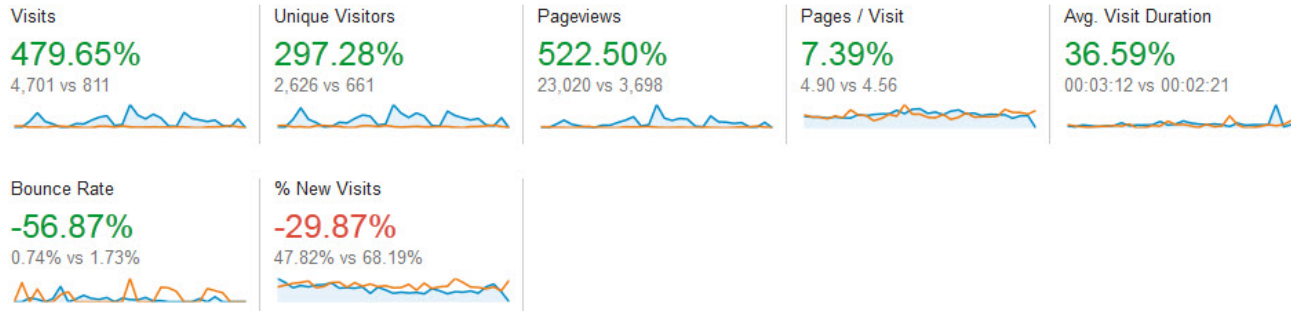 Visits
479.65%
4,701 vs 811
Unique Visitors
297.28%
2,626 vs 661
Pageviews
522.50%
23,020 vs 3,698
Pages / Visit
7.39%
4.90 vs 4.56
Avg. Visit Duration
36.59%
00:03:12 vs 00:02:21
Bounce Rate
-56.87%
0.74% vs 1.73%
% New Visits
-29.87%
47.82% vs 68.19%